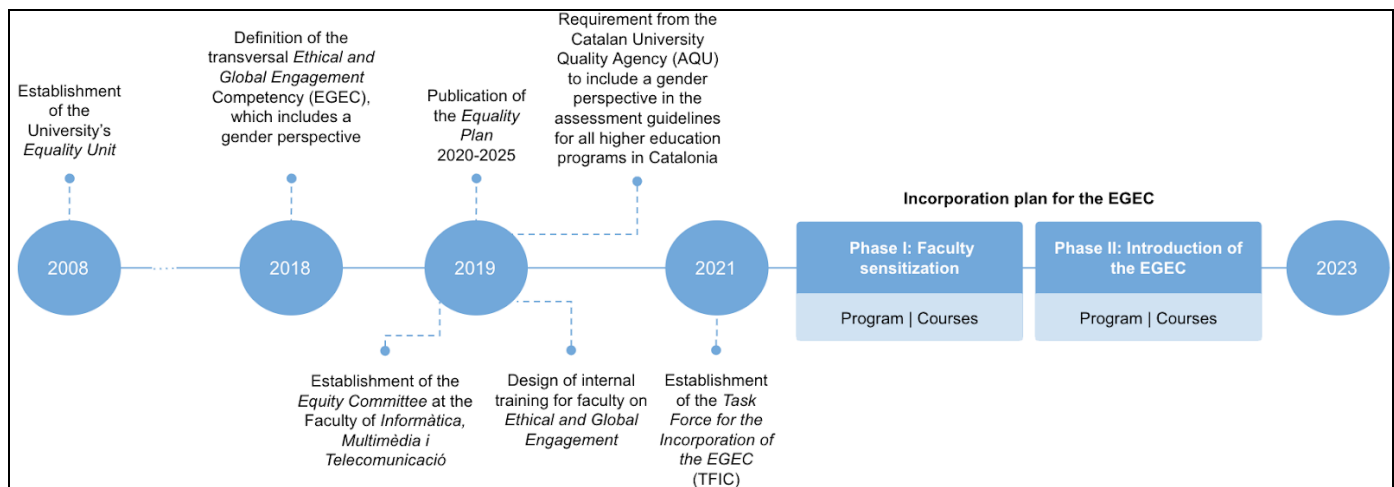 Establishment
of the
University's
Equality Unit
Definition of the
transversal Ethical and
Global Engagement
Competency (EGEC),
which includes a
gender perspective
Publication of
the Equality
Plan
2020-2025
Requirement from the
Catalan University
Quality Agency (AQU)
to include a gender
perspective in the
assessment guidelines
for all higher education
programs in Catalonia
Incorporation plan for the EGEC
2008
2018
2019
2021
Phase I: Faculty
sensitization
Program | Courses
Phase II: Introduction of
the EGEC
Program | Courses
2023
Establishment of the
Equity Committee at the
Faculty of Informàtica,
Multimèdia i
Telecomunicació
Design of internal
training for faculty on
Ethical and Global
Engagement
Establishment
of the Task
Force for the
Incorporation of
the EGEC
(TFIC)